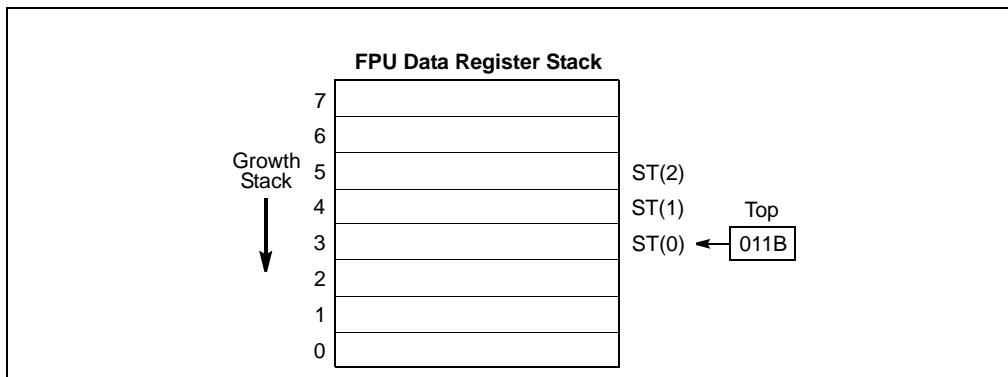 FPU Data Register Stack
7
6
Growth
Stack
5
ST(2)
4
ST(1)
Top
3
ST(0)
011B
2
1
0